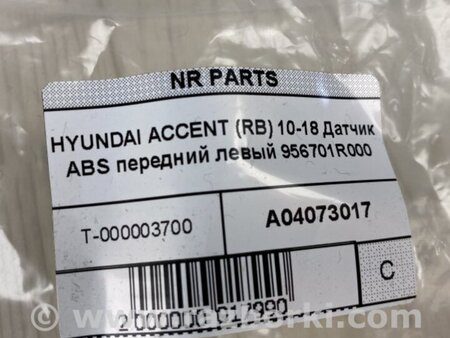 NR PARTS
HYUNDAI ACCENT (RB) 10-18 Датчик
ABS передний левый 956701R000
T-000003700
A04073017
C